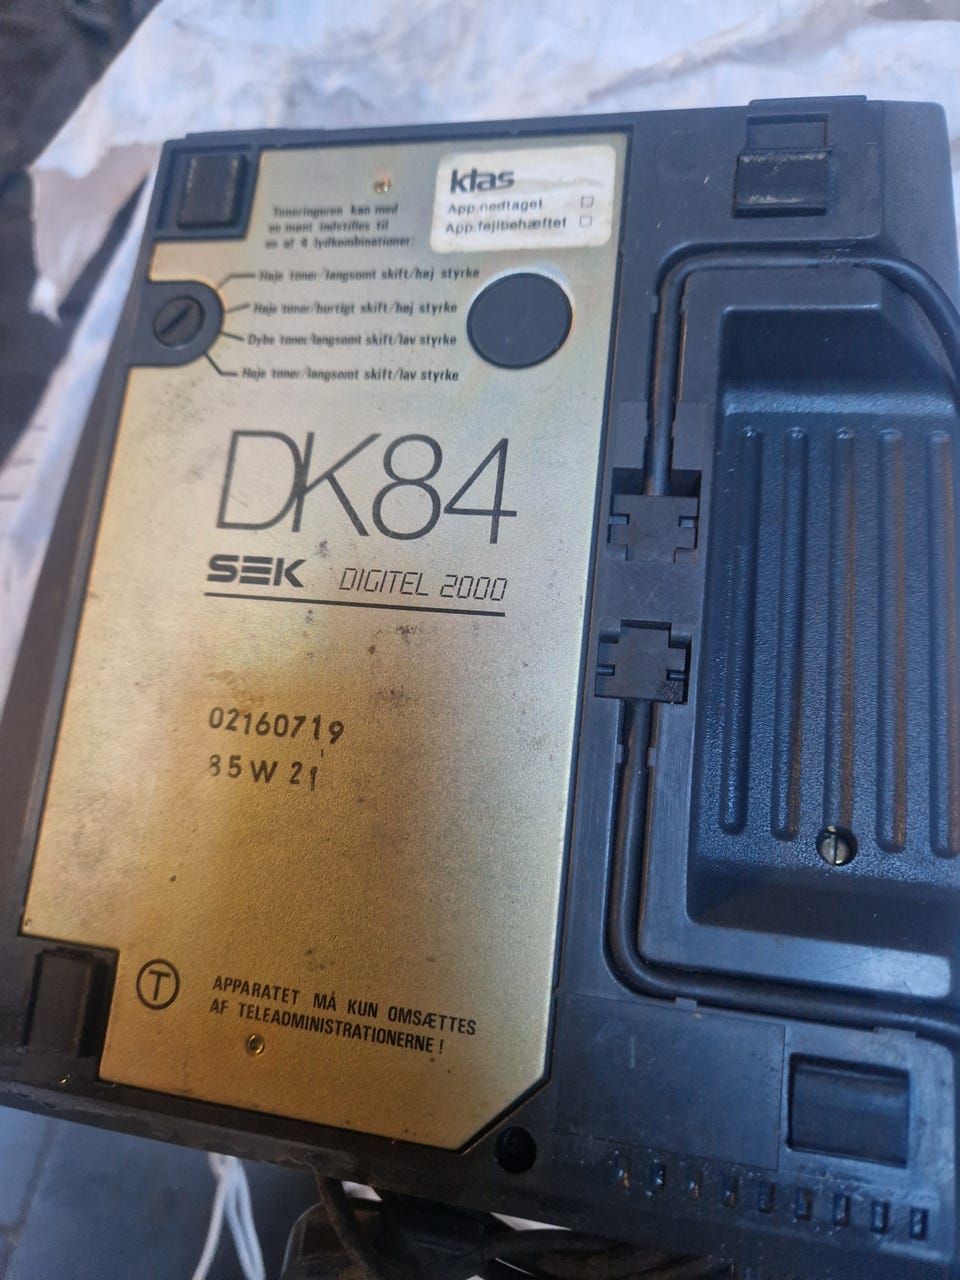 ktas
App.nedtaget
App.fejlbehæftet
Toneringeren kan med
en mønt indstilles til
en af 4 lydkombinationer:
Høje toner/langsomt skift/høj styrke
Høje toner/hurtigt skift/høj styrke
Dybe toner/langsomt skift/lav styrke
Høje toner/langsomt skift/lav styrke
DK84
SEK DIGITEL 2000
02160719
85W21
T
APPARATET MÅ KUN OMSÆTTES
AF TELEADMINISTRATIONERNE!